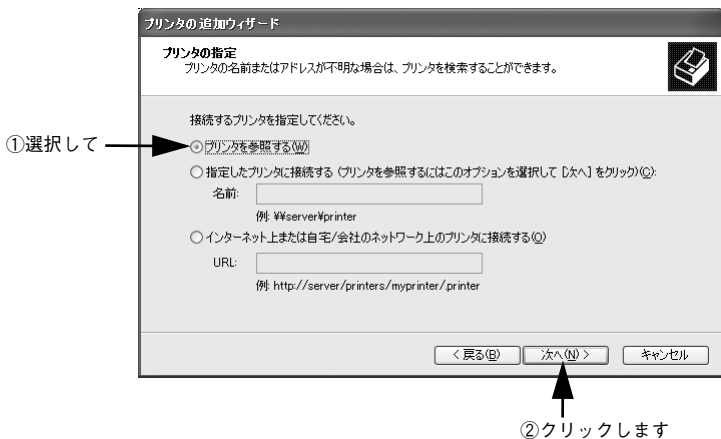 プリンタの追加ウィザード
プリンタの指定
プリンタの名前またはアドレスが不明な場合は、プリンタを検索することができます。
接続するプリンタを指定してください。
①選択して
プリンタを参照する(W)
指定したプリンタに接続する (プリンタを参照するにはこのオプションを選択して [次へ] をクリック)(C):
名前:
例: ¥¥server¥printer
インターネット上または自宅/会社のネットワーク上のプリンタに接続する(O)
URL:
例: http://server/printers/myprinter/.printer
< 戻る(B)
次へ(N) >
キャンセル
②クリックします